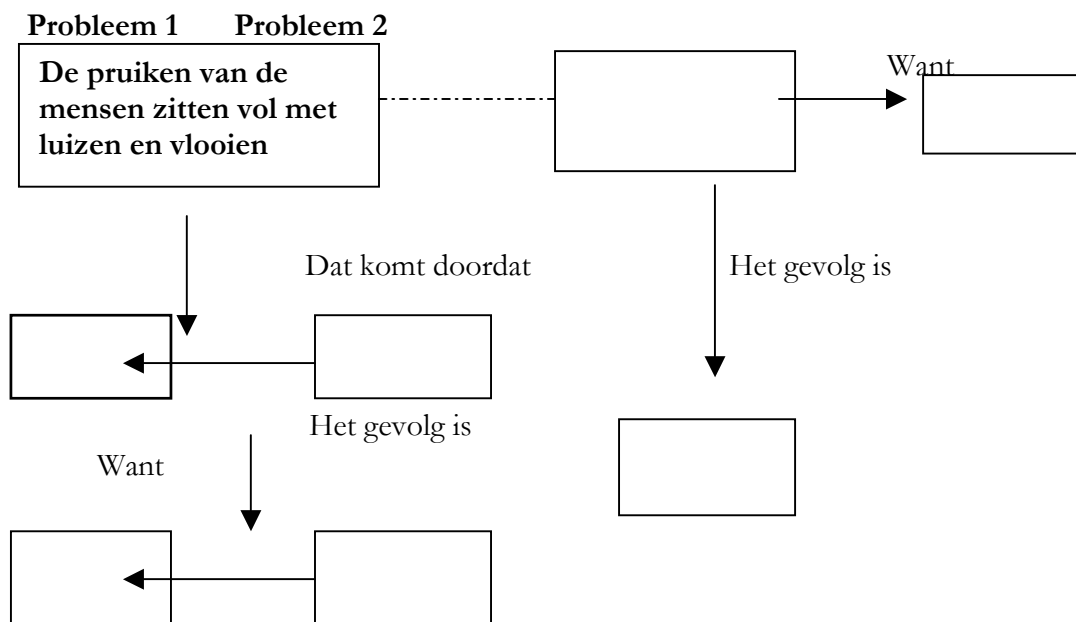 Probleem 1 Probleem 2
De pruiken van de
mensen zitten vol met
luizen en vlooien
Want
Dat komt doordat
Het gevolg is
Het gevolg is
Want